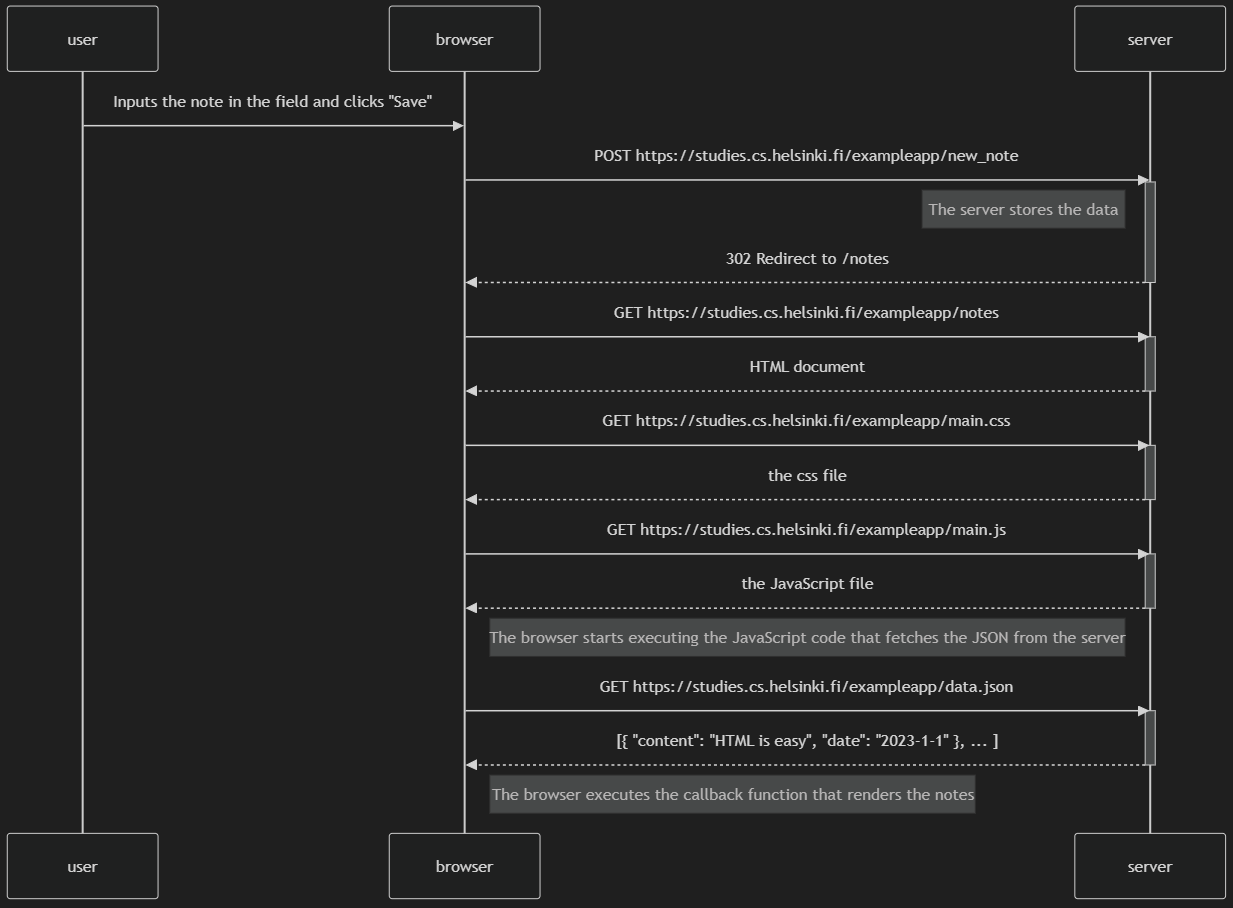 user
browser
server
Inputs the note in the field and clicks "Save"
POST https://studies.cs.helsinki.fi/exampleapp/new_note
The server stores the data
302 Redirect to /notes
GET https://studies.cs.helsinki.fi/exampleapp/notes
HTML document
GET https://studies.cs.helsinki.fi/exampleapp/main.css
the css file
GET https://studies.cs.helsinki.fi/exampleapp/main.js
the JavaScript file
The browser starts executing the JavaScript code that fetches the JSON from the server
GET https://studies.cs.helsinki.fi/exampleapp/data.json
[{ "content": "HTML is easy", "date": "2023-1-1" }, ... ]
The browser executes the callback function that renders the notes
user
browser
server